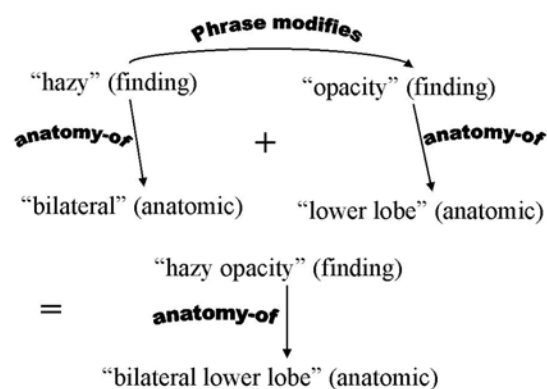 Phrase modifies
“hazy” (finding) “opacity” (finding)
anatomy-of + anatomy-of
“bilateral” (anatomic) “lower lobe” (anatomic)
“hazy opacity” (finding)
= anatomy-of
“bilateral lower lobe” (anatomic)